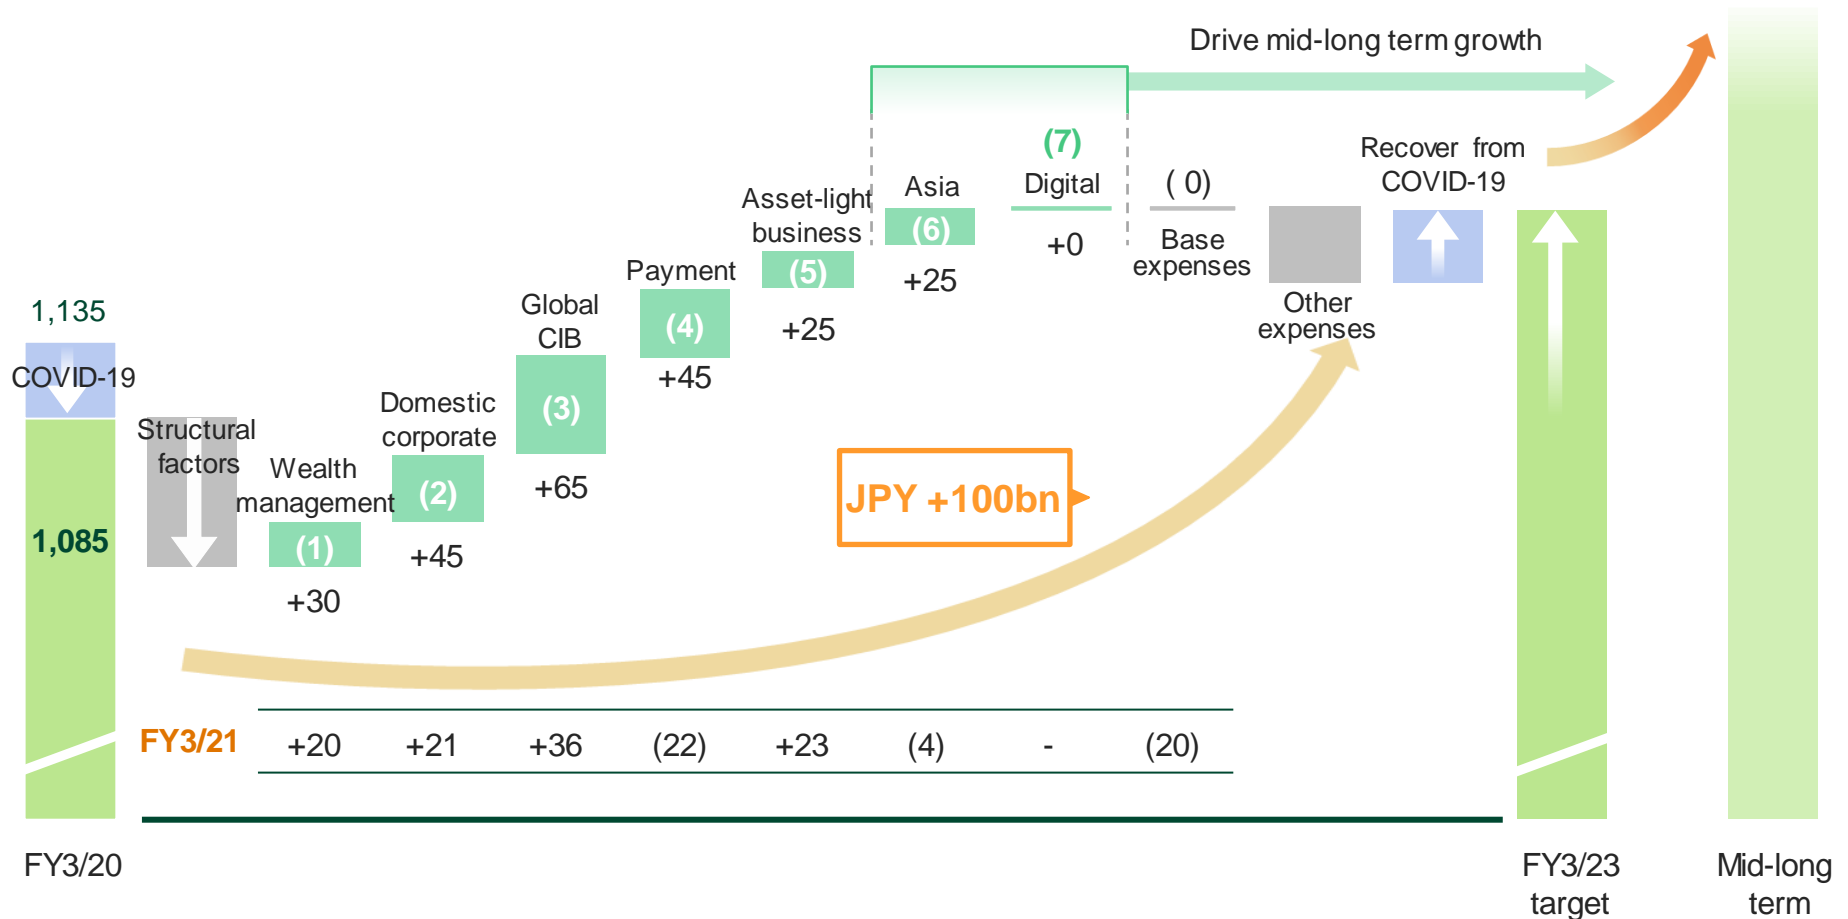 Drive mid-long term growth
1,135
COVID-19
1,085
Structural
factors
Wealth
management
(1)
+30
Domestic
corporate
(2)
+45
Global
CIB
(3)
+65
Payment
(4)
+45
Asset-light
business
(5)
+25
Asia
(6)
+25
(7)
Digital
+0
( 0)
Base
expenses
Other
expenses
Recover from
COVID-19
JPY +100bn
FY3/21 +20 +21 +36 (22) +23 (4) - (20)
FY3/20
FY3/23
target
Mid-long
term